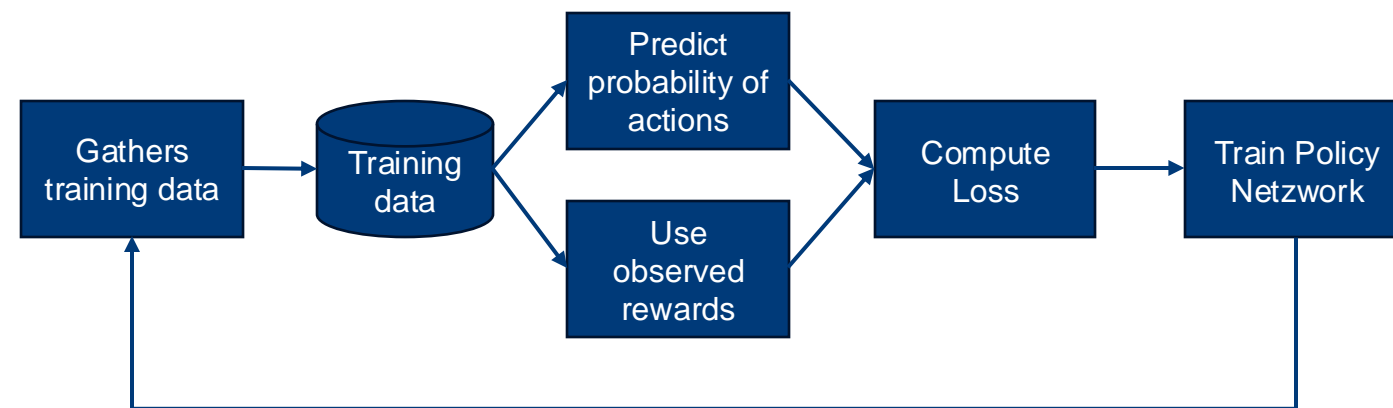 Gathers
training data
Training
data
Predict
probability of
actions
Use
observed
rewards
Compute
Loss
Train Policy
Netzwork